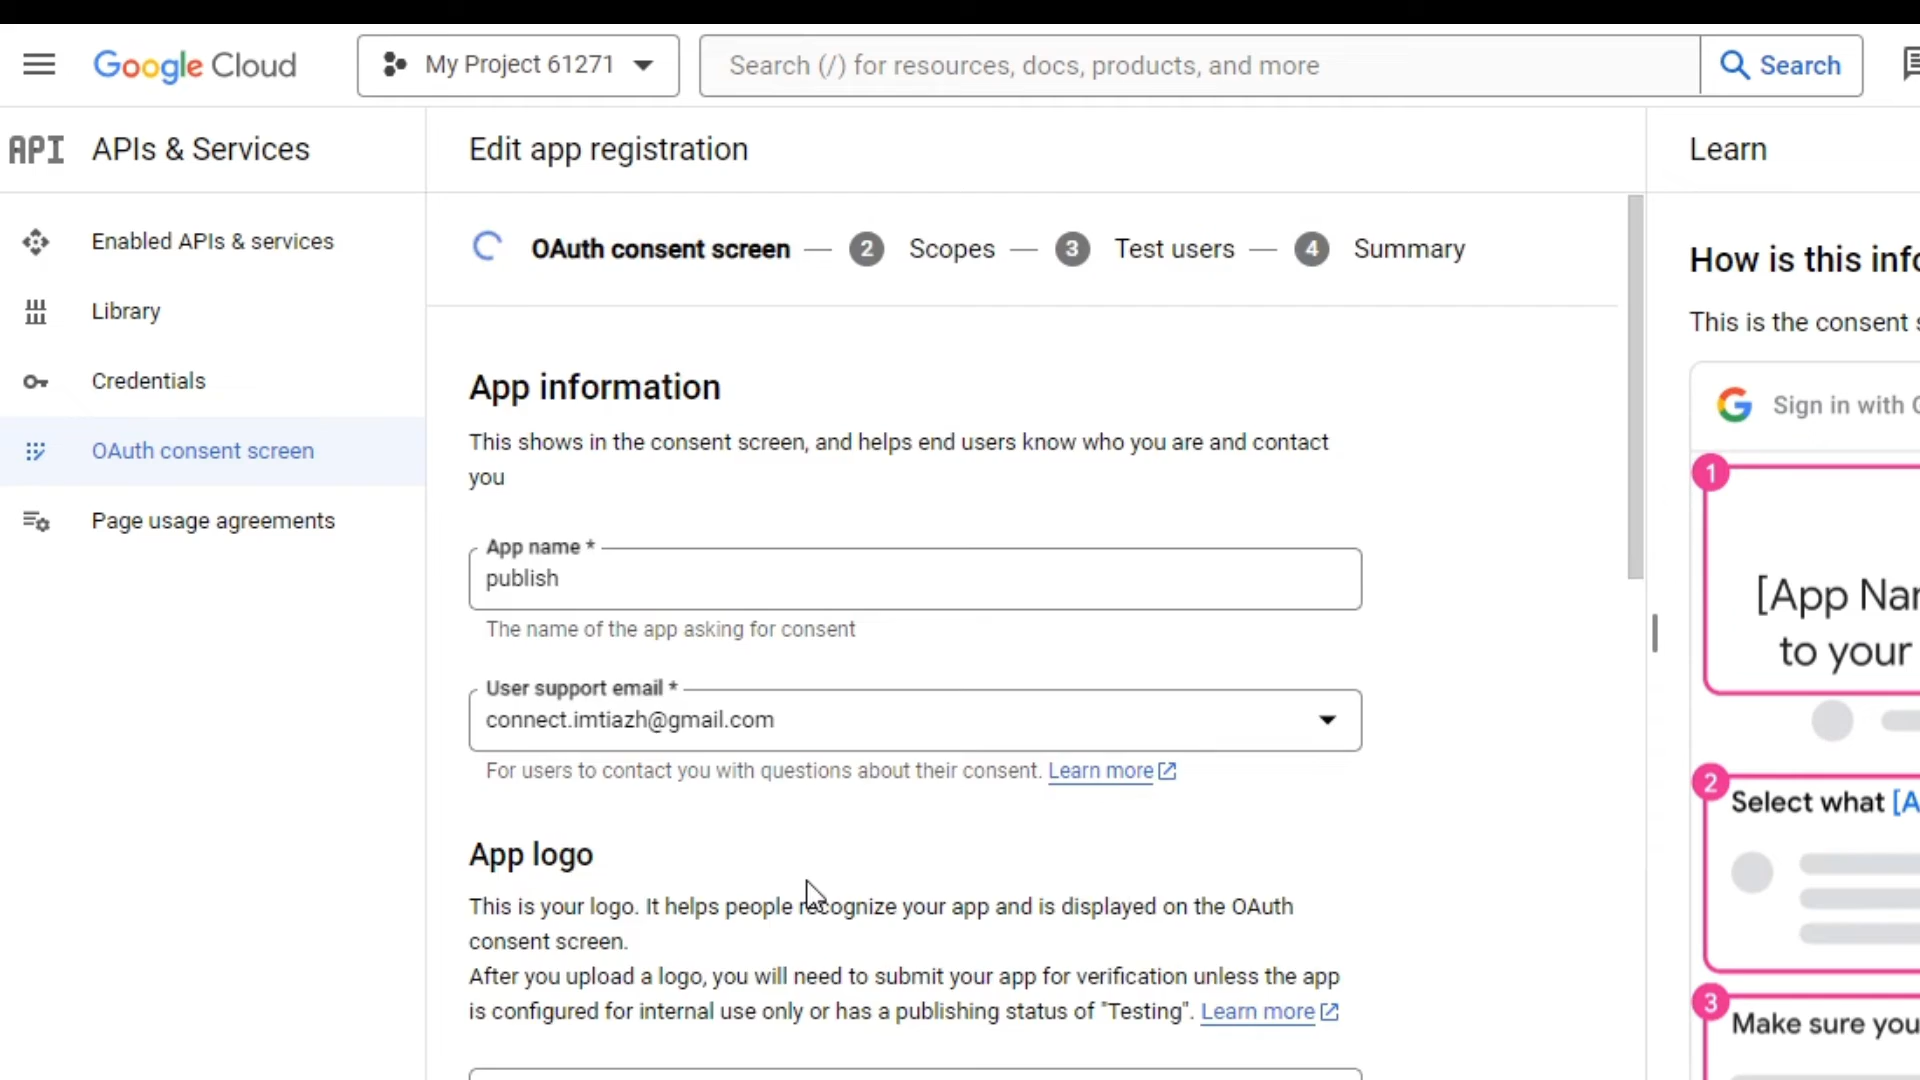 Google Cloud
My Project 61271
Search (/) for resources, docs, products, and more
Search
API APIs & Services
Edit app registration
Learn
Enabled APIs & services
Library
Credentials
OAuth consent screen
Page usage agreements
OAuth consent screen — 2 Scopes — 3 Test users — 4 Summary
App information
This shows in the consent screen, and helps end users know who you are and contact
you
App name *
publish
The name of the app asking for consent
User support email *
connect.imtiazh@gmail.com
For users to contact you with questions about their consent. Learn more
App logo
This is your logo. It helps people recognize your app and is displayed on the OAuth
consent screen.
After you upload a logo, you will need to submit your app for verification unless the app
is configured for internal use only or has a publishing status of "Testing". Learn more
How is this info
This is the consent s
Sign in with G
1
[App Nam
to your
2
Select what [A
3
Make sure you